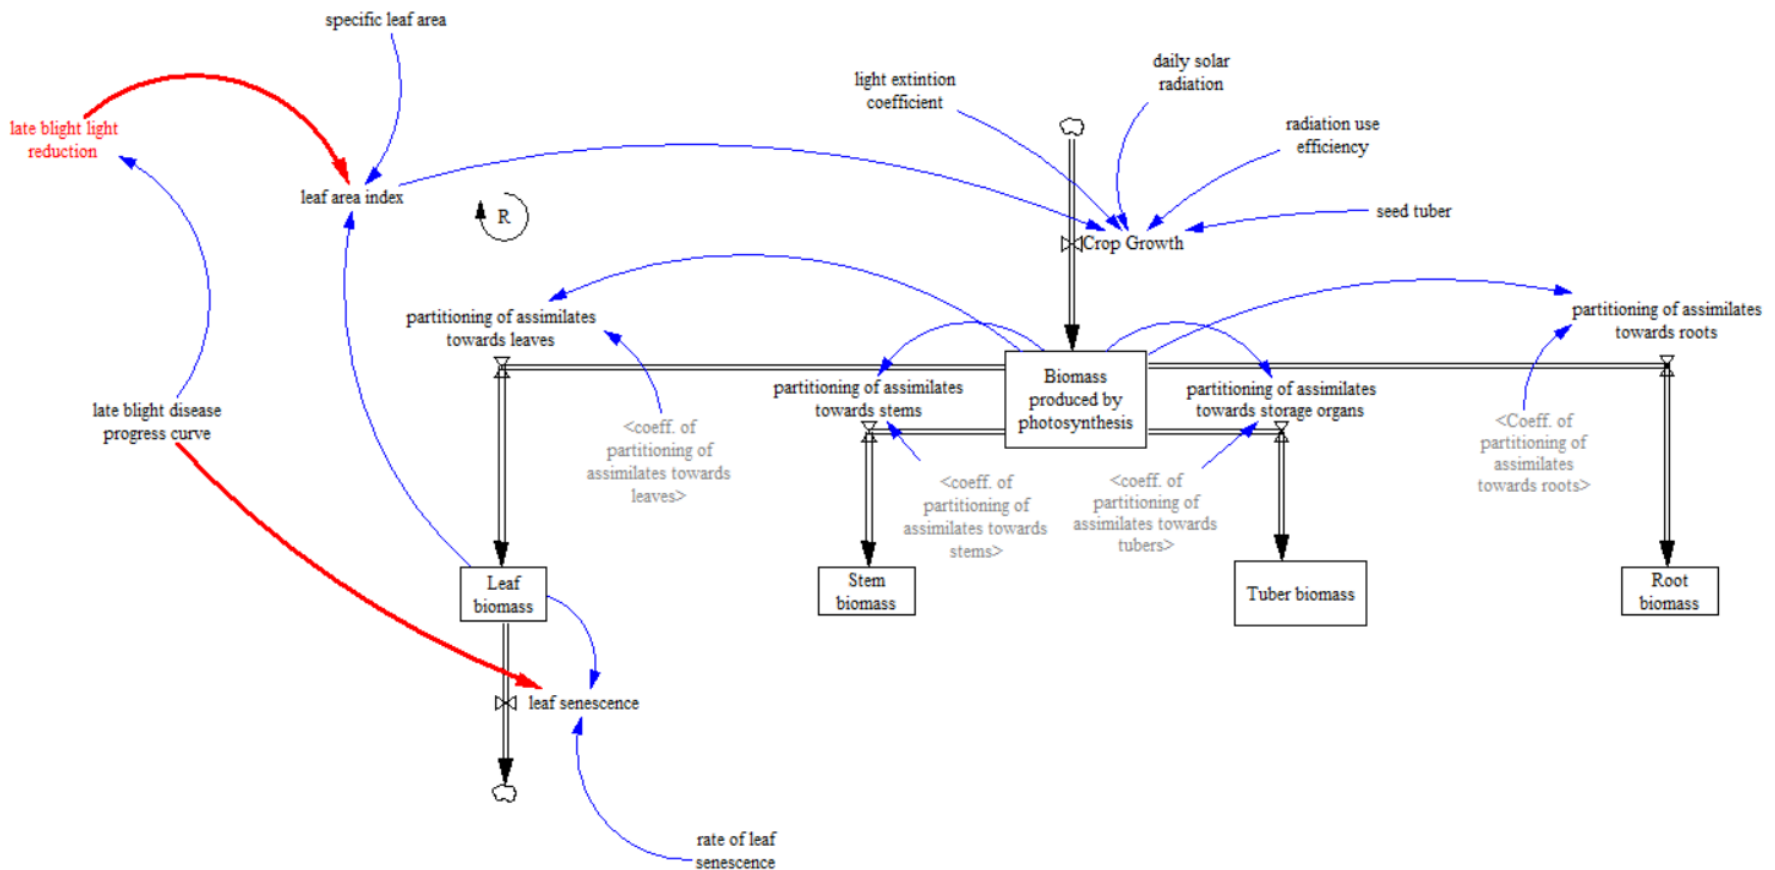 specific leaf area
late blight light
reduction
leaf area index
R
light extintion
coefficient
daily solar
radiation
radiation use
efficiency
seed tuber
Crop Growth
partitioning of assimilates
towards leaves
partitioning of assimilates
towards stems
Biomass
produced by
photosynthesis
partitioning of assimilates
towards storage organs
partitioning of assimilates
towards roots
late blight disease
progress curve
<coeff. of
partitioning of
assimilates towards
leaves>
<coeff. of
partitioning of
assimilates towards
stems>
<coeff. of
partitioning of
assimilates towards
tubers>
<Coeff. of
partitioning of
assimilates
towards roots>
Leaf
biomass
Stem
biomass
Tuber biomass
Root
biomass
leaf senescence
rate of leaf
senescence